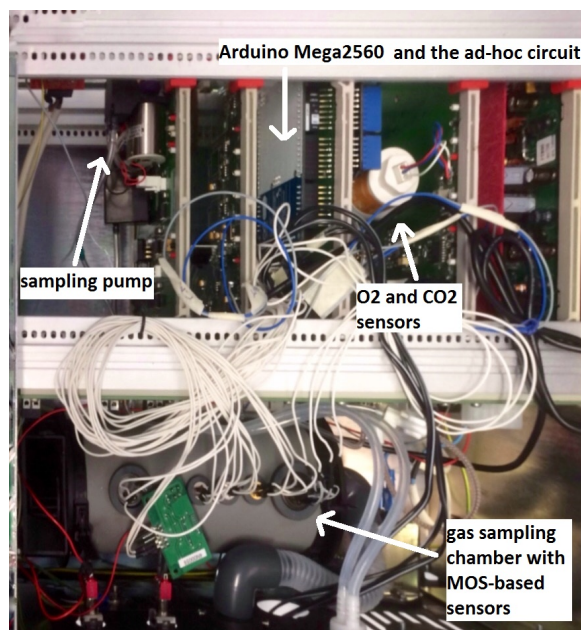 Arduino Mega2560 and the ad-hoc circuit
sampling pump
O2 and CO2
sensors
gas sampling
chamber with
MOS-based
sensors